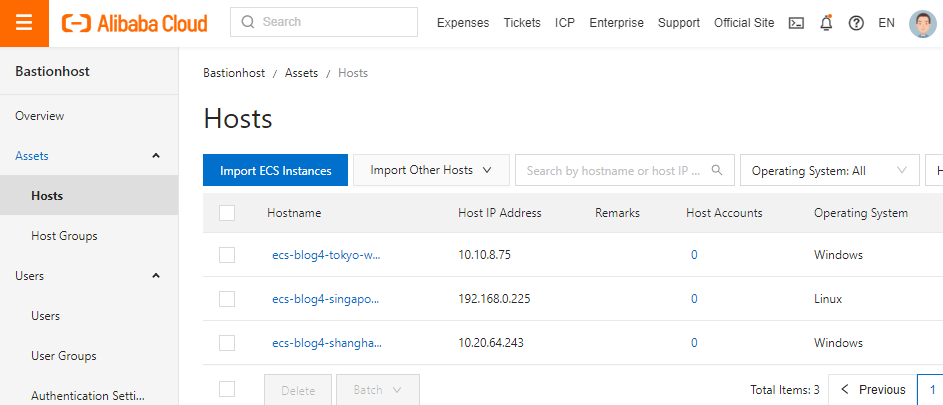 Alibaba Cloud
Search
Expenses Tickets ICP Enterprise Support Official Site EN
Bastionhost
Overview
Assets
Hosts
Host Groups
Users
Users
User Groups
Authentication Setti...
Bastionhost / Assets / Hosts
Hosts
Import ECS Instances Import Other Hosts Search by hostname or host IP ... Operating System: All H
Hostname Host IP Address Remarks Host Accounts Operating System
ecs-blog4-tokyo-w... 10.10.8.75 0 Windows
ecs-blog4-singapo... 192.168.0.225 0 Linux
ecs-blog4-shangha... 10.20.64.243 0 Windows
Delete Batch Total Items: 3 Previous 1